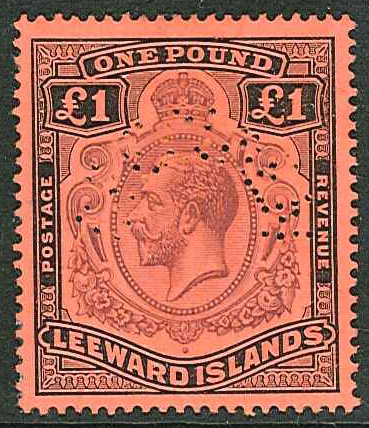 ONE POUND
£1 £1
POSTAGE REVENUE
LEEWARD ISLANDS